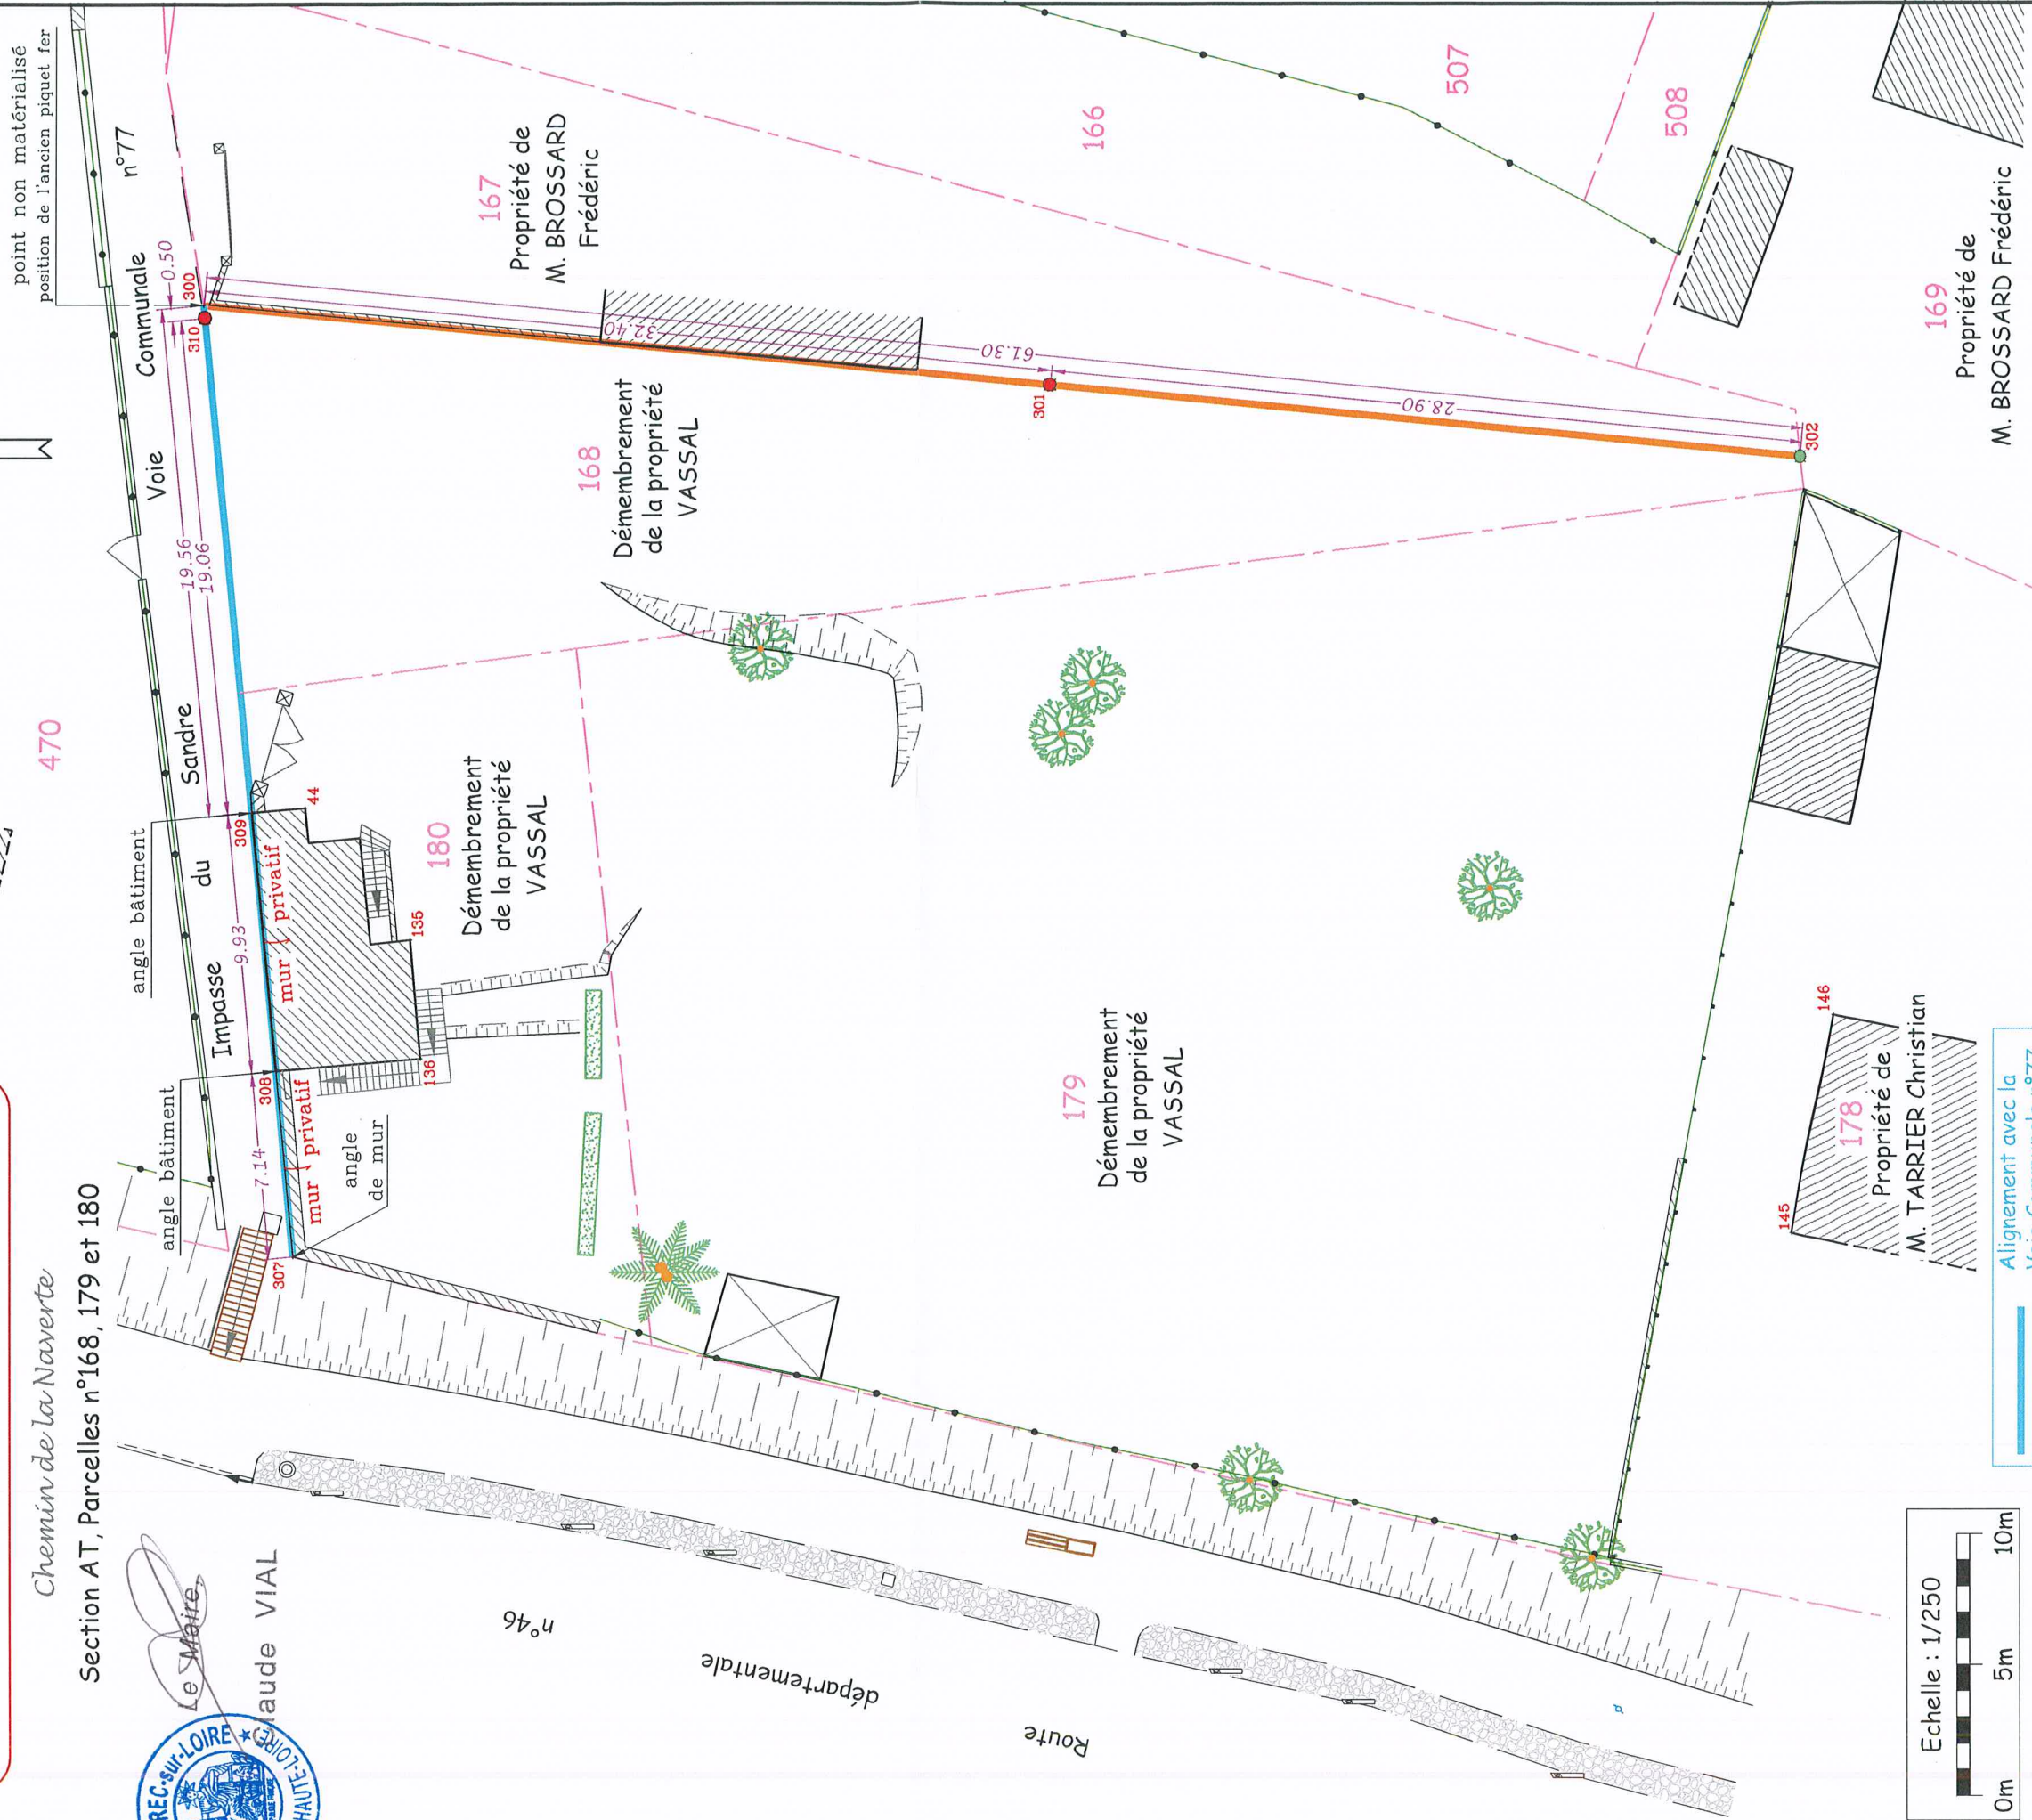 Chemin de la Naverte
Section AT, Parcelles n°168, 179 et 180
Le Maire,
Claude VIAL
REC-sur-LOIRE ★
HAUTE-LOIRE
point non matérialisé
position de l'ancien piquet fer
470
Impasse du Sandre Voie Communale n°77
angle bâtiment
angle bâtiment
angle
de mur
mur privatif
mur privatif
7.14
9.93
19.56
19.06
0.50
307
308
309
310
300
44
135
136
167
Propriété de
M. BROSSARD
Frédéric
166
507
508
32.40
61.30
28.90
301
302
168
Démembrement
de la propriété
VASSAL
180
Démembrement
de la propriété
VASSAL
179
Démembrement
de la propriété
VASSAL
169
Propriété de
M. BROSSARD Frédéric
145
146
178
Propriété de
M. TARRIER Christian
Route départementale n°46
Alignement avec la
Echelle : 1/250
0m 5m 10m